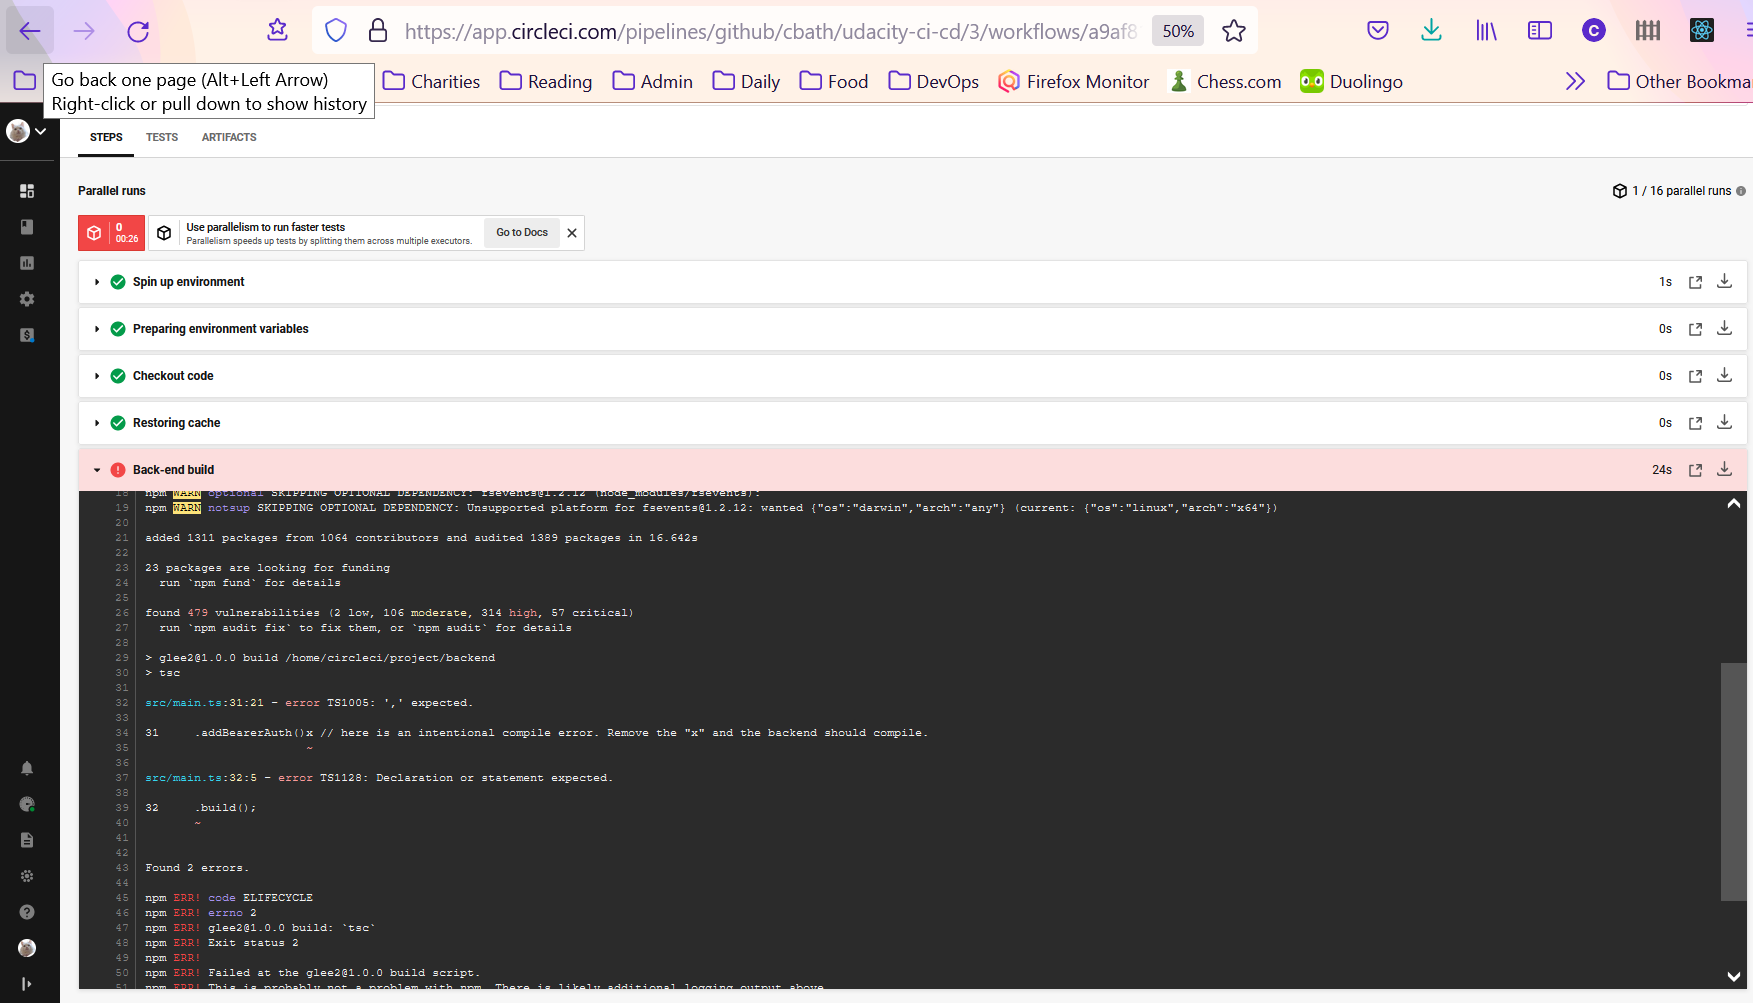 https://app.circleci.com/pipelines/github/cbath/udacity-ci-cd/3/workflows/a9af8
50%
C
Go back one page (Alt+Left Arrow)
Right-click or pull down to show history
Charities
Reading
Admin
Daily
Food
DevOps
Firefox Monitor
Chess.com
Duolingo
Other Bookma
STEPS
TESTS
ARTIFACTS
Parallel runs
1 / 16 parallel runs
0
00:26
Use parallelism to run faster tests
Parallelism speeds up tests by splitting them across multiple executors.
Go to Docs
Spin up environment
1s
Preparing environment variables
0s
Checkout code
0s
Restoring cache
0s
Back-end build
24s
18 npm WARN optional SKIPPING OPTIONAL DEPENDENCY: fsevents@1.2.12 (node_modules/fsevents):
19 npm WARN notsup SKIPPING OPTIONAL DEPENDENCY: Unsupported platform for fsevents@1.2.12: wanted {"os":"darwin","arch":"any"} (current: {"os":"linux","arch":"x64"})
20
21 added 1311 packages from 1064 contributors and audited 1389 packages in 16.642s
22
23 23 packages are looking for funding
24 run `npm fund` for details
25
26 found 479 vulnerabilities (2 low, 106 moderate, 314 high, 57 critical)
27 run `npm audit fix` to fix them, or `npm audit` for details
28
29 > glee2@1.0.0 build /home/circleci/project/backend
30 > tsc
31
32 src/main.ts:31:21 - error TS1005: ',' expected.
33
34 31 .addBearerAuth()x // here is an intentional compile error. Remove the "x" and the backend should compile.
35 ~
36
37 src/main.ts:32:5 - error TS1128: Declaration or statement expected.
38
39 32 .build();
40 ~
41
42
43 Found 2 errors.
44
45 npm ERR! code ELIFECYCLE
46 npm ERR! errno 2
47 npm ERR! glee2@1.0.0 build: `tsc`
48 npm ERR! Exit status 2
49 npm ERR!
50 npm ERR! Failed at the glee2@1.0.0 build script.
51 npm ERR! This is probably not a problem with npm. There is likely additional logging output above.